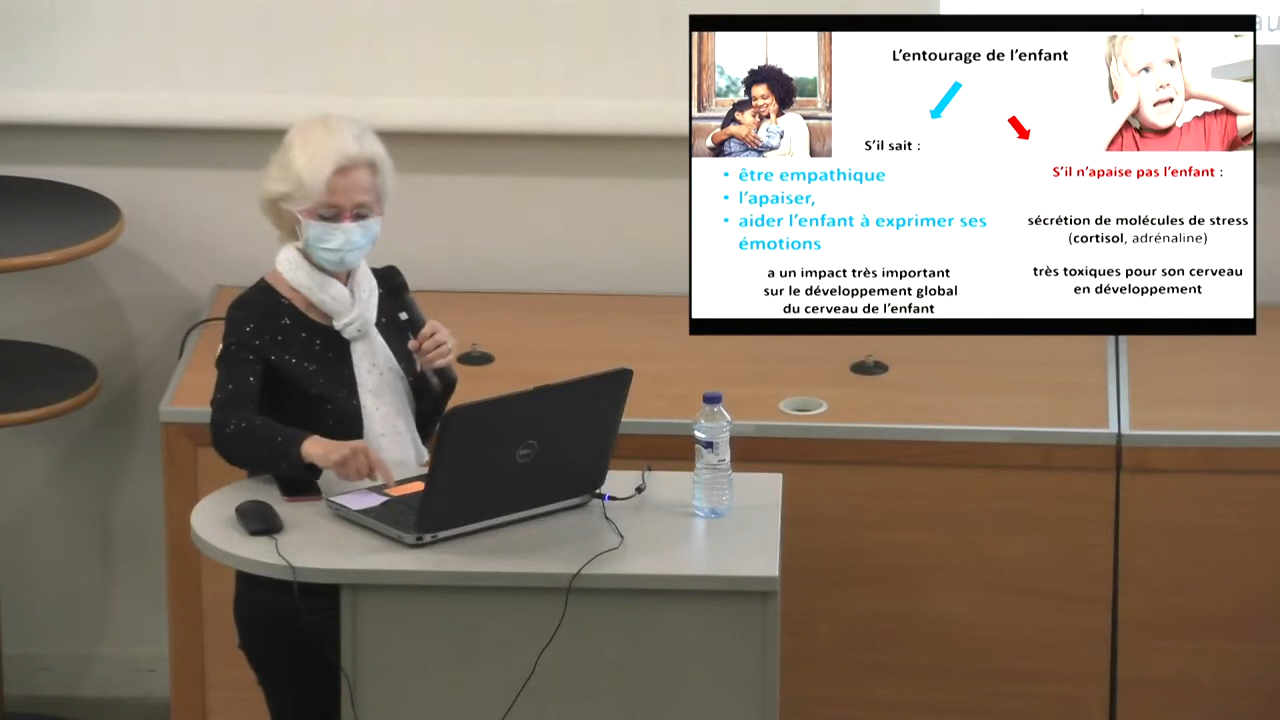 L'entourage de l'enfant
S'il sait :
• être empathique
• l'apaiser,
• aider l'enfant à exprimer ses
émotions
a un impact très important
sur le développement global
du cerveau de l'enfant
S'il n'apaise pas l'enfant :
sécrétion de molécules de stress
(cortisol, adrénaline)
très toxiques pour son cerveau
en développement
DELL